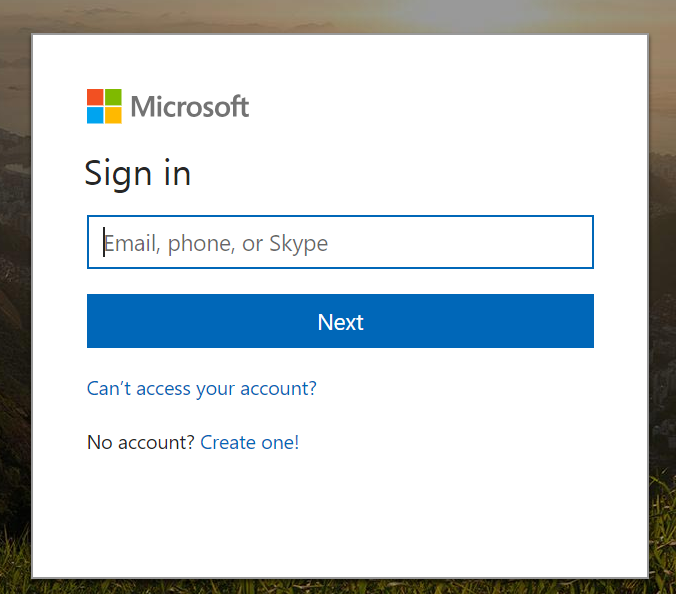 Microsoft
Sign in
Email, phone, or Skype
Next
Can’t access your account?
No account? Create one!